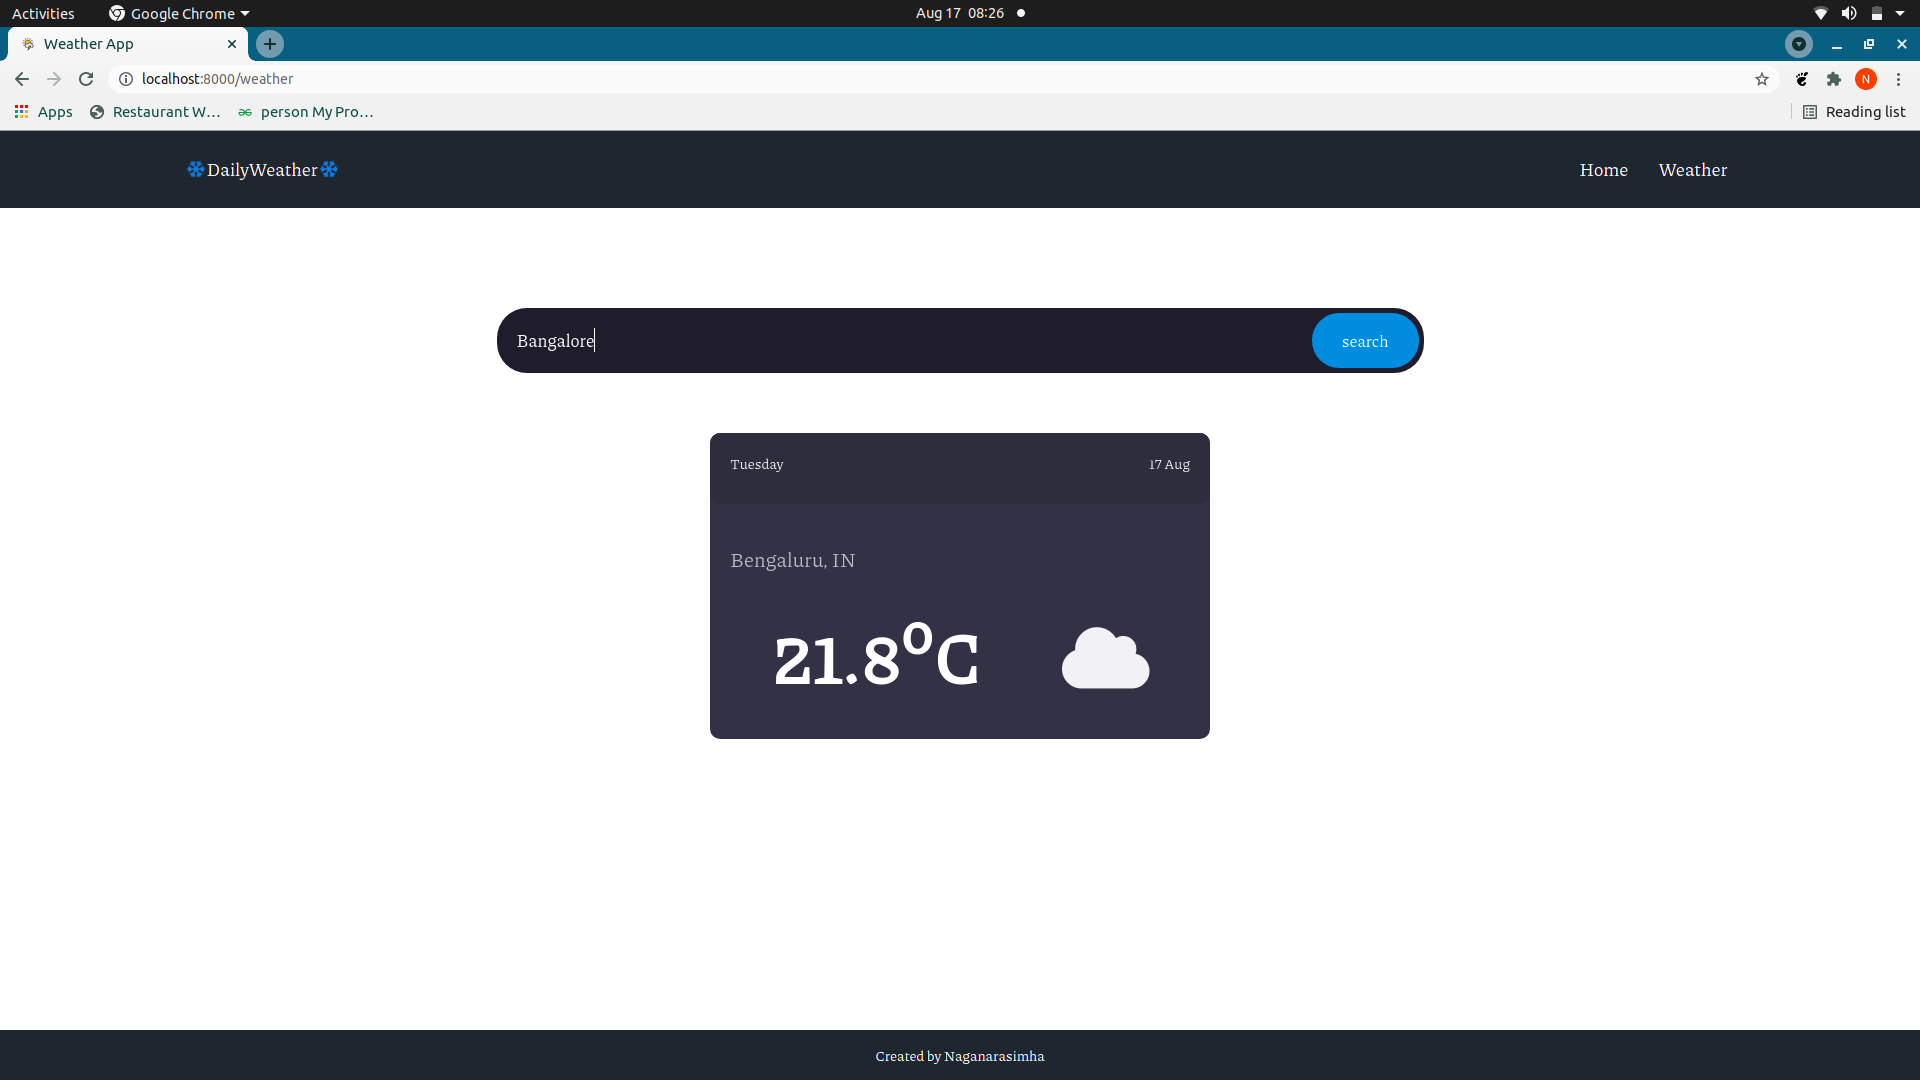 Activities Google Chrome Aug 17 08:26
Weather App
localhost:8000/weather N
Apps Restaurant W… person My Pro… Reading list
DailyWeather Home Weather
Bangalore search
Tuesday 17 Aug
Bengaluru, IN
21.8⁰C
Created by Naganarasimha